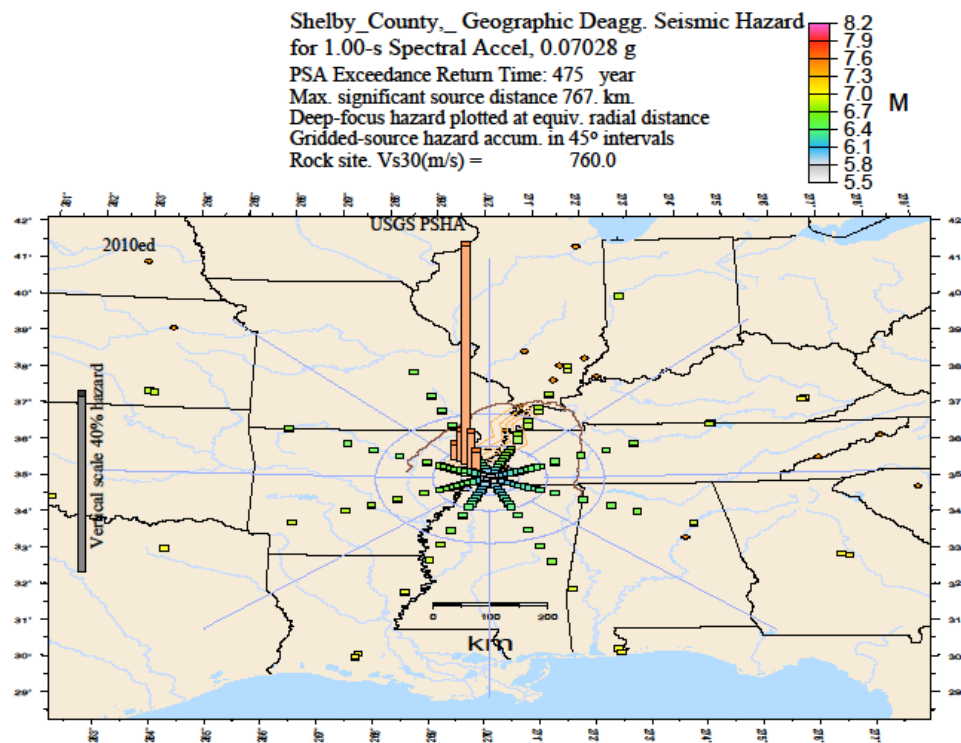 Shelby_County,_ Geographic Deagg. Seismic Hazard
for 1.00-s Spectral Accel, 0.07028 g
PSA Exceedance Return Time: 475 year
Max. significant source distance 767. km.
Deep-focus hazard plotted at equiv. radial distance
Gridded-source hazard accum. in 45º intervals
Rock site. Vs30(m/s) = 760.0
8.2
7.9
7.6
7.3
7.0
6.7
6.4
6.1
5.8
5.5
M
USGS PSHA
2010ed
Vertical scale 40% hazard
42°
41°
40°
39°
38°
37°
36°
35°
34°
33°
32°
31°
30°
29°
0 100 200
km